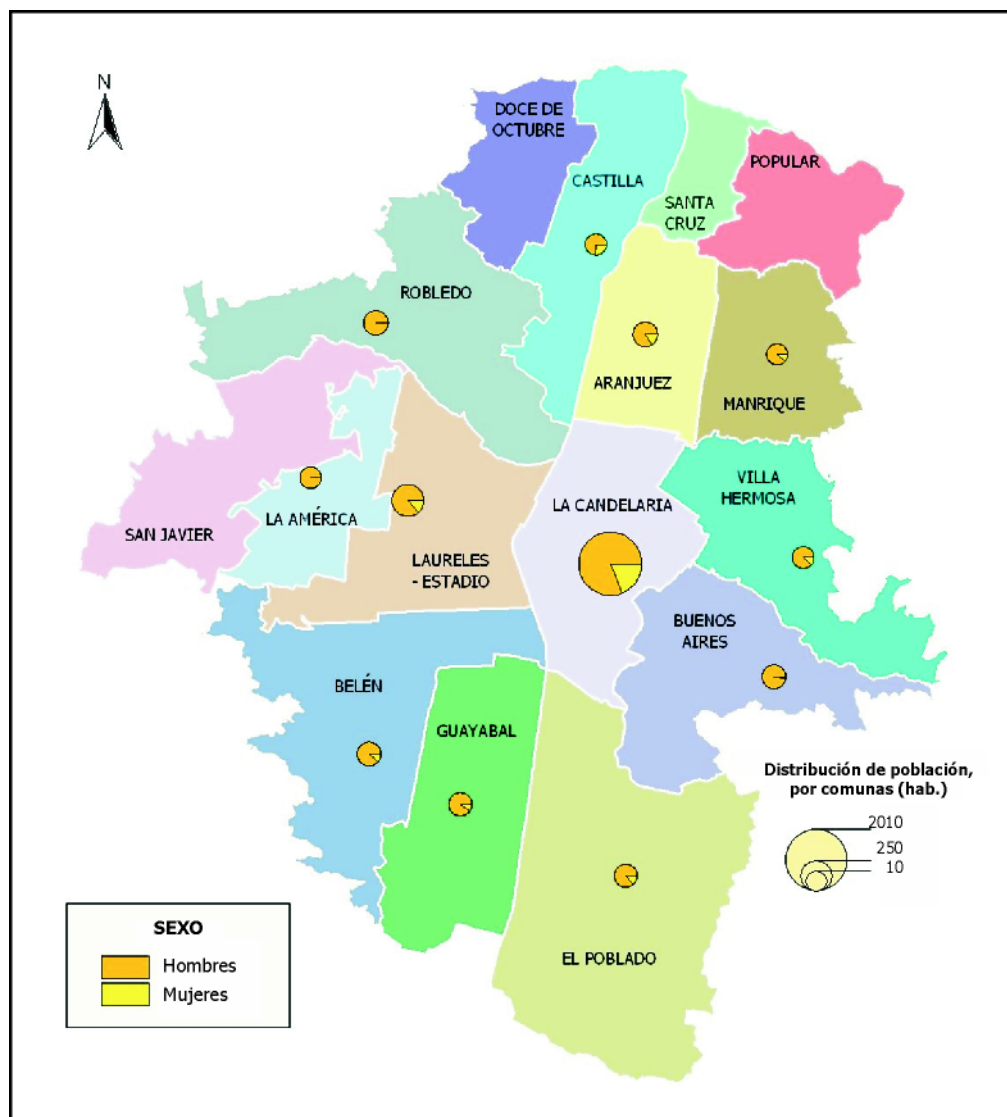 N
DOCE DE
OCTUBRE
CASTILLA
SANTA
CRUZ
POPULAR
ROBLEDO
ARANJUEZ
MANRIQUE
VILLA
HERMOSA
LA CANDELARIA
SAN JAVIER
LA AMÉRICA
LAURELES
- ESTADIO
BUENOS
AIRES
BELÉN
GUAYABAL
EL POBLADO
Distribución de población,
por comunas (hab.)
2010
250
10
SEXO
Hombres
Mujeres